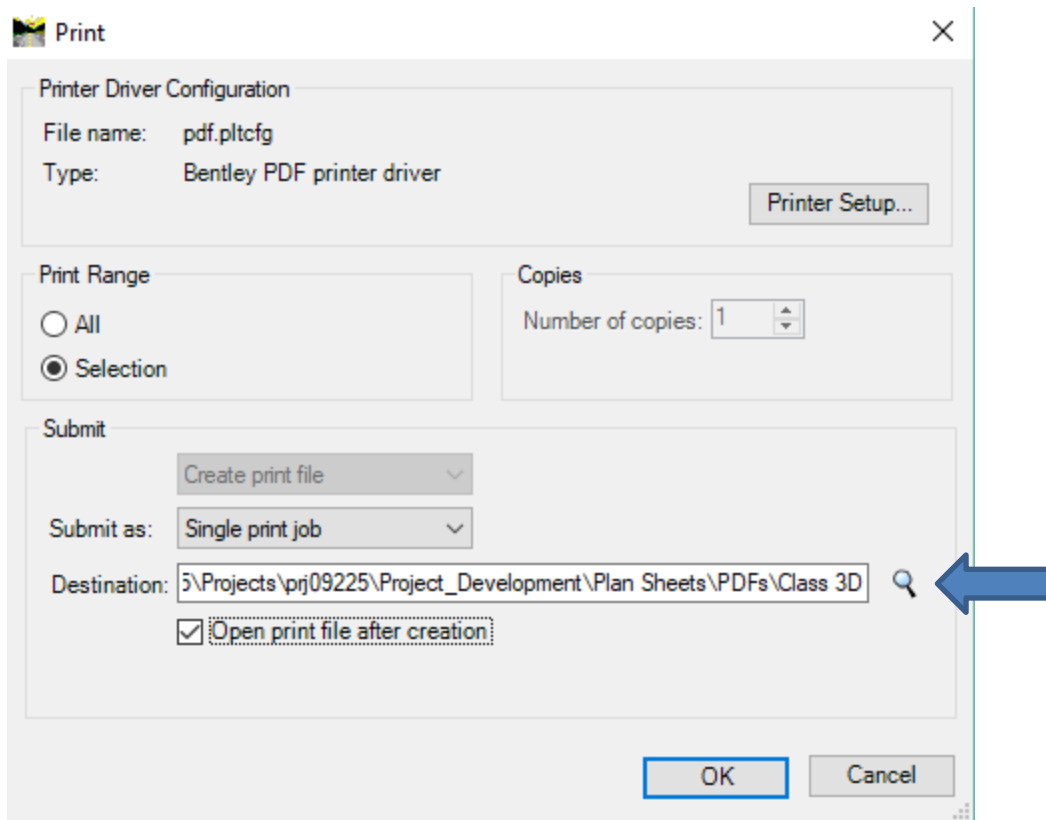 Print
Printer Driver Configuration
File name: pdf.pltcfg
Type: Bentley PDF printer driver
Printer Setup...
Print Range
All
Selection
Copies
Number of copies: 1
Submit
Create print file
Submit as: Single print job
Destination: 5\Projects\prj09225\Project_Development\Plan Sheets\PDFs\Class 3D
Open print file after creation
OK Cancel